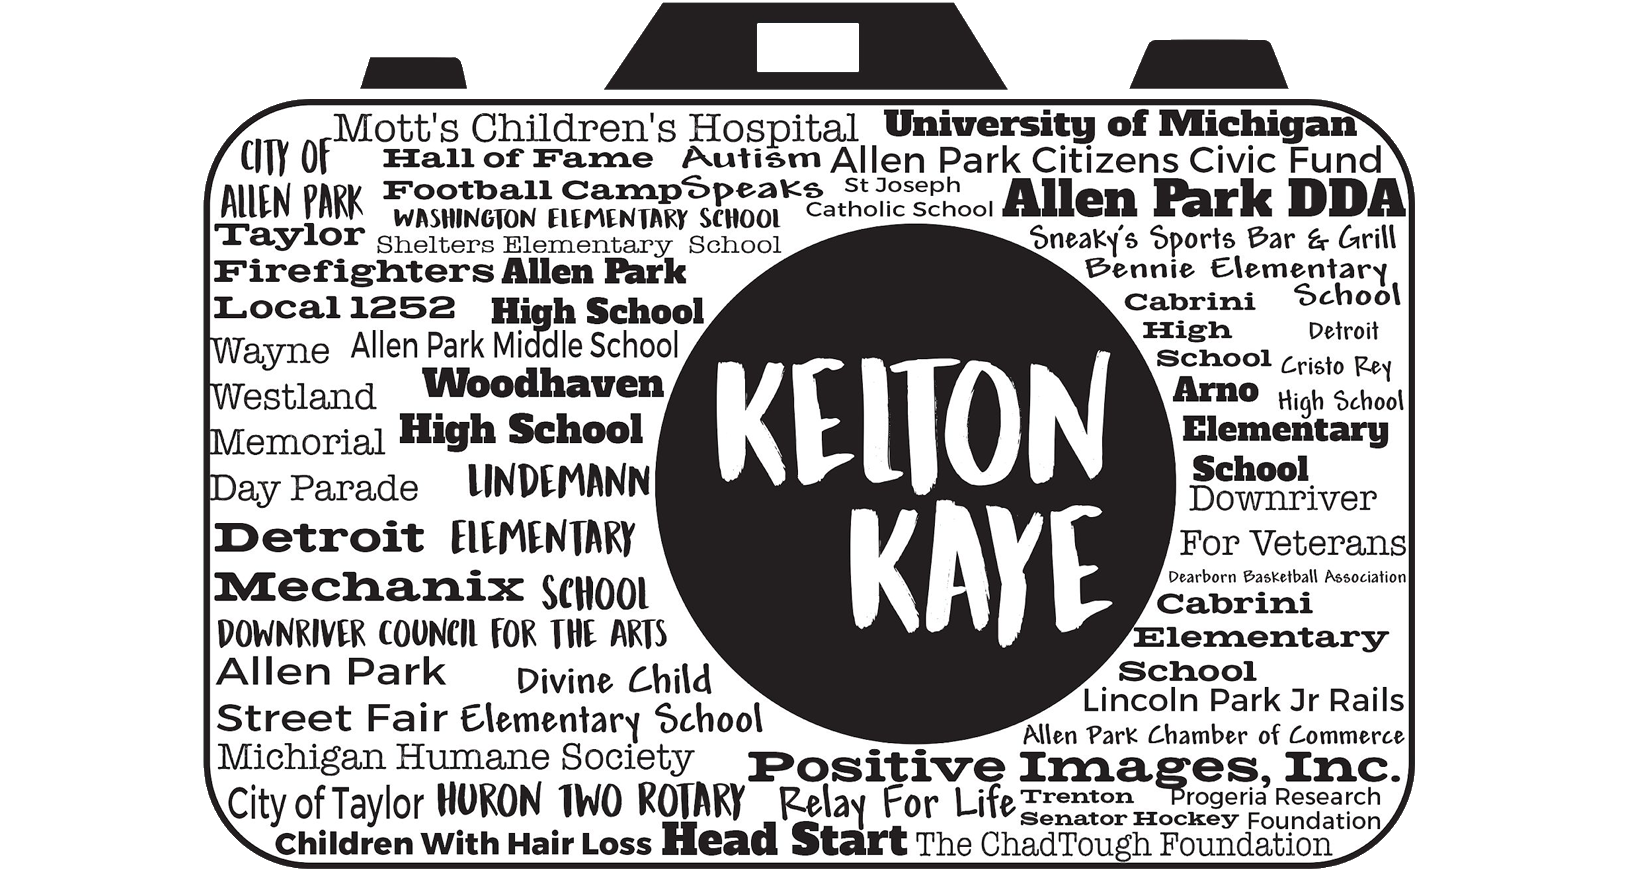 Mott's Children's Hospital
University of Michigan
CITY OF
ALLEN PARK
Hall of Fame
Football Camp
Autism
Speaks
Allen Park Citizens Civic Fund
St Joseph
Catholic School
Allen Park DDA
WASHINGTON ELEMENTARY SCHOOL
Shelters Elementary School
Taylor
Firefighters
Local 1252
Allen Park
High School
Sneaky's Sports Bar & Grill
Bennie Elementary
School
Cabrini
High
School
Detroit
Cristo Rey
High School
Wayne
Westland
Memorial
Day Parade
Allen Park Middle School
Woodhaven
High School
Arno
Elementary
School
KELTON
KAYE
LINDEMANN
ELEMENTARY
SCHOOL
Downriver
For Veterans
Detroit
Mechanix
Dearborn Basketball Association
Cabrini
Elementary
School
DOWNRIVER COUNCIL FOR THE ARTS
Allen Park
Street Fair
Divine Child
Elementary School
Lincoln Park Jr Rails
Allen Park Chamber of Commerce
Michigan Humane Society
Positive Images, Inc.
City of Taylor
HURON TWO ROTARY
Relay For Life
Trenton
Senator Hockey
Progeria Research
Foundation
Children With Hair Loss
Head Start
The ChadTough Foundation